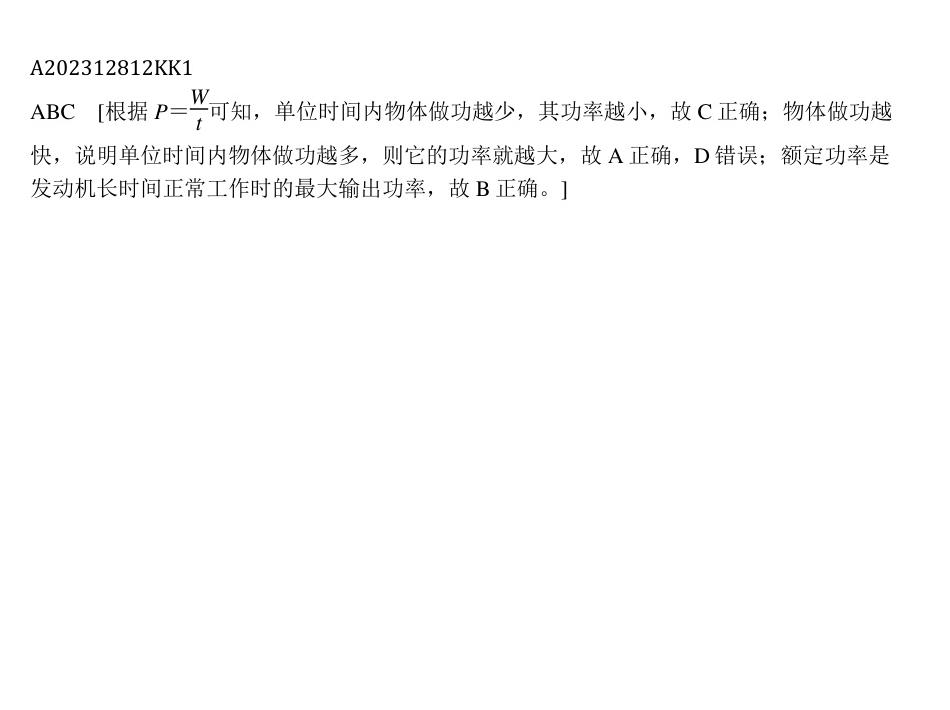 A202312812KK1
ABC [根据 P=W/t可知，单位时间内物体做功越少，其功率越小，故 C 正确；物体做功越
快，说明单位时间内物体做功越多，则它的功率就越大，故 A 正确，D 错误；额定功率是
发动机长时间正常工作时的最大输出功率，故 B 正确。]